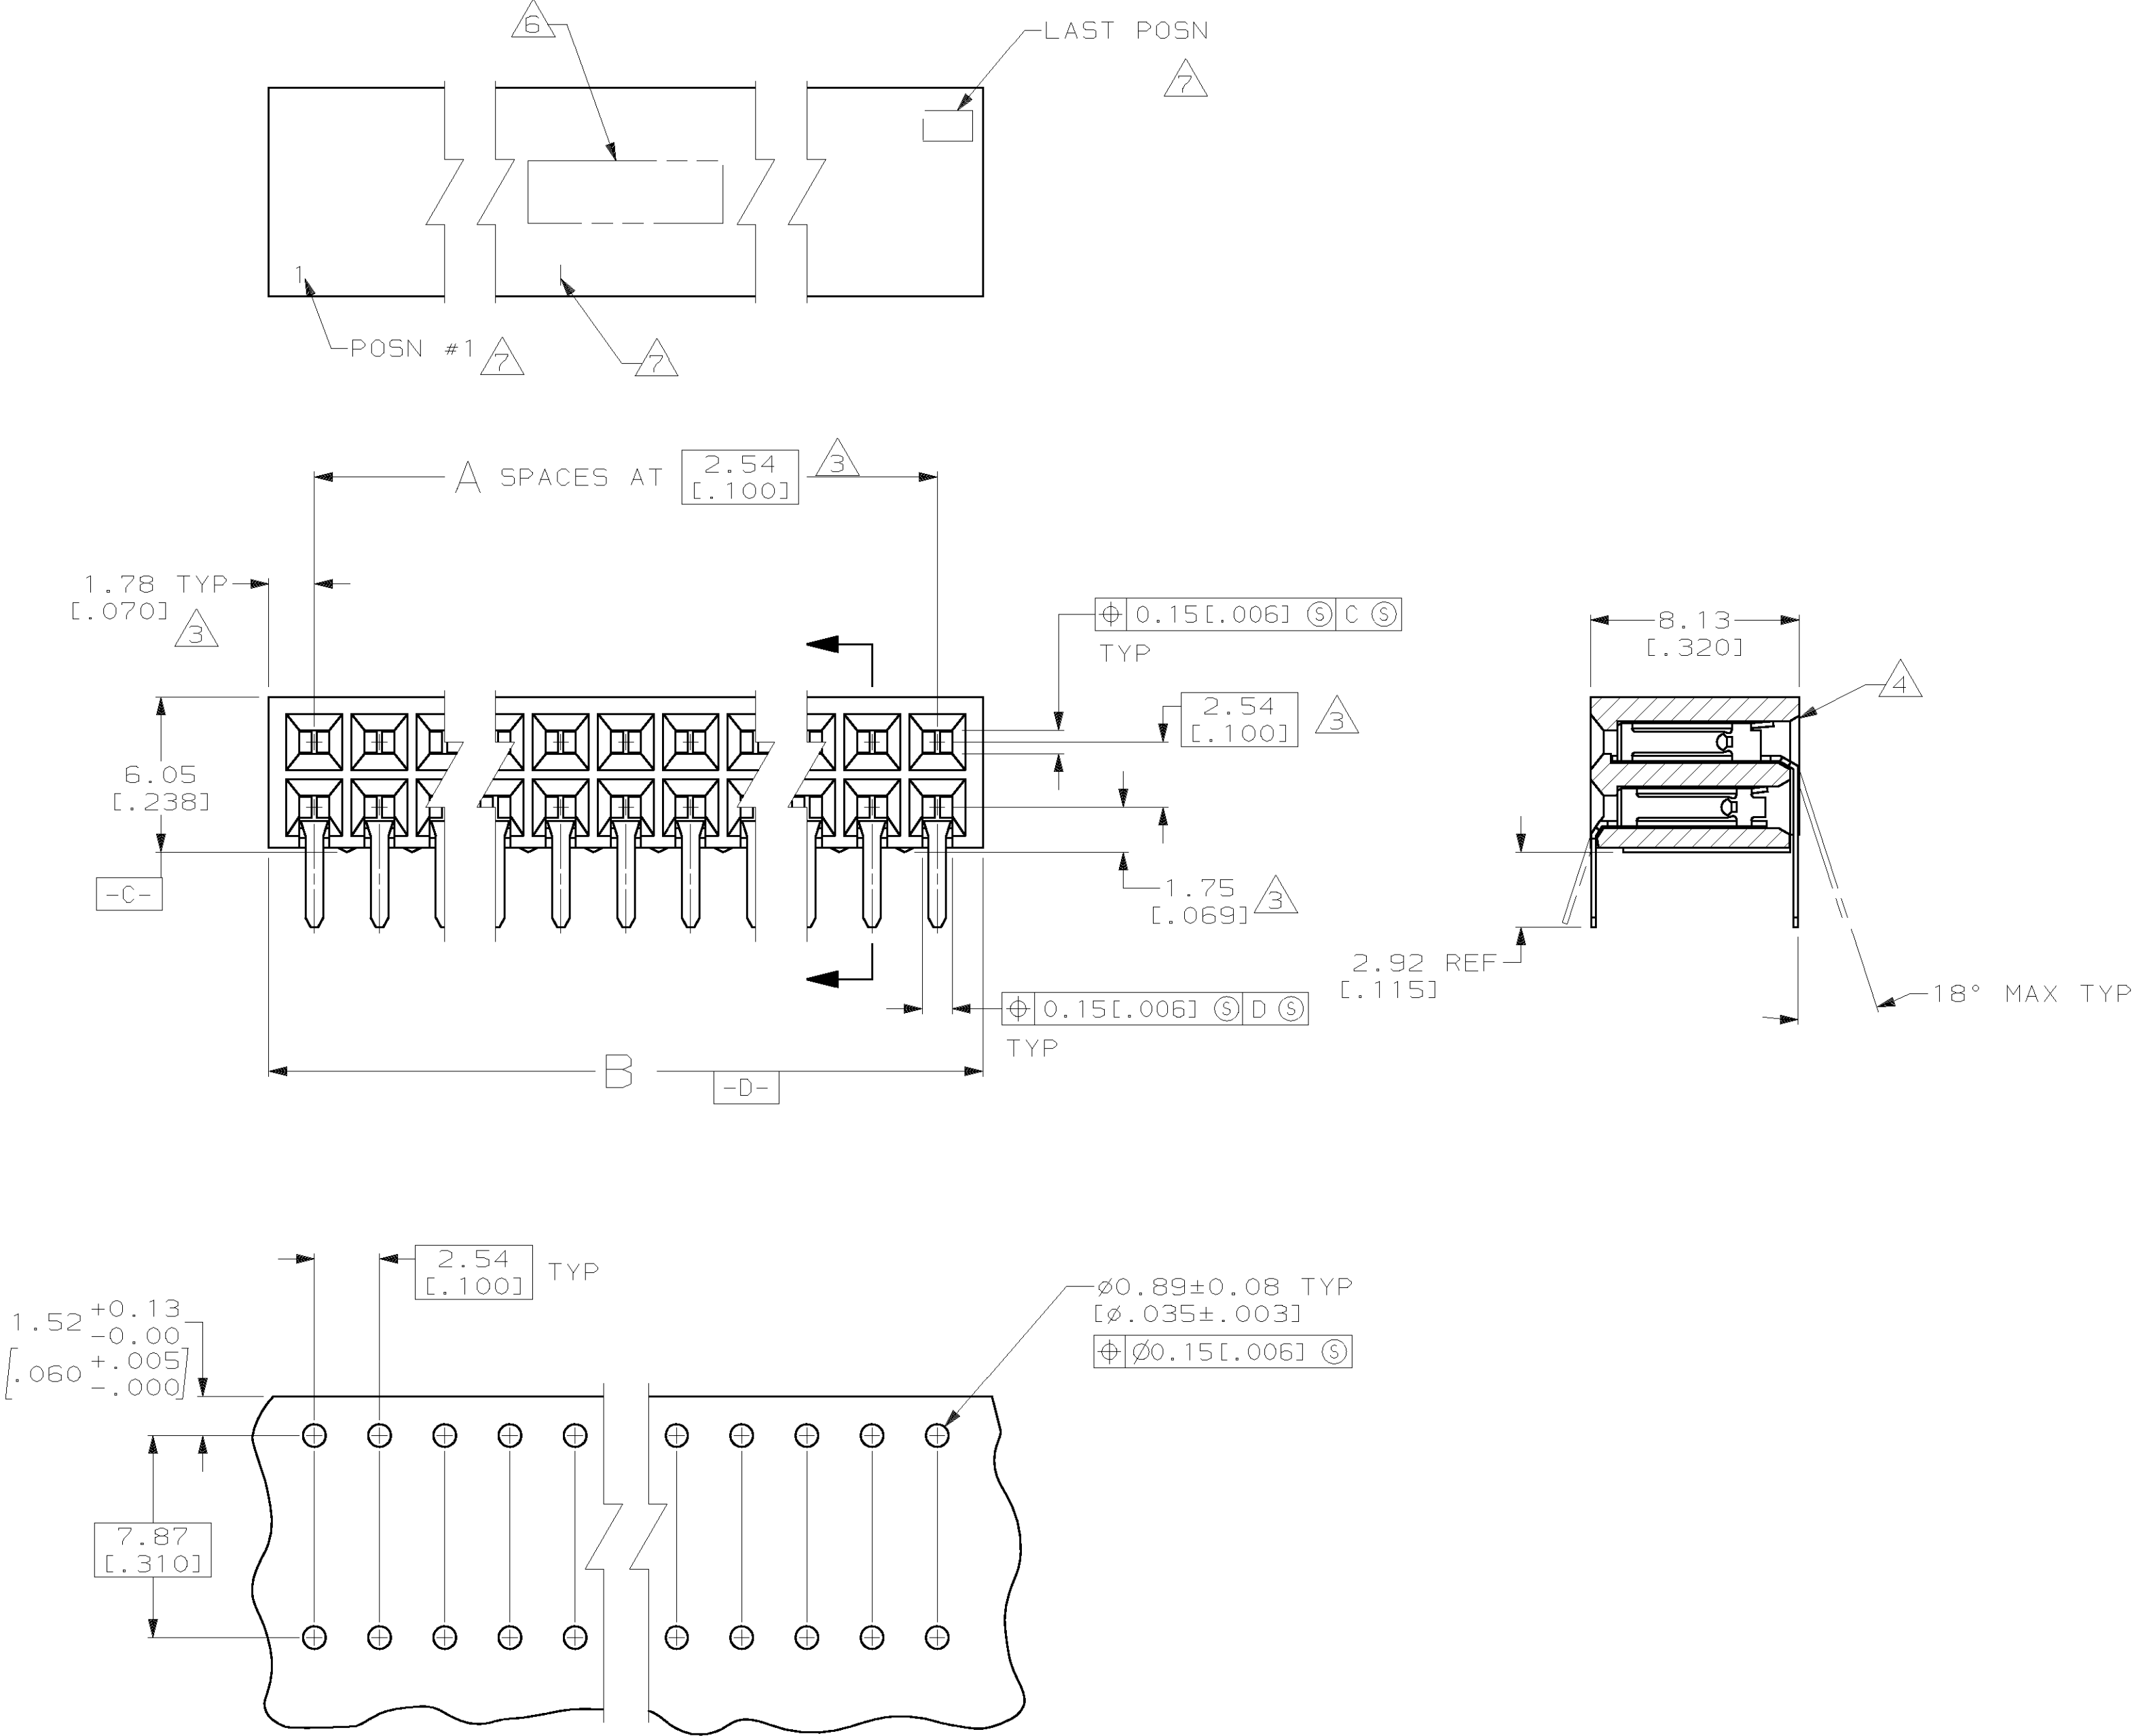 6
LAST POSN
7
1
POSN #1 7
7
A SPACES AT 2.54 3
[.100]
1.78 TYP
[.070]
3
⌖ 0.15[.006] Ⓢ C Ⓢ
TYP
8.13
[.320]
4
2.54
[.100]
3
6.05
[.238]
-C-
1.75
[.069]
3
2.92 REF
[.115]
18° MAX TYP
⌖ 0.15[.006] Ⓢ D Ⓢ
TYP
B
-D-
2.54
[.100]
TYP
1.52 +0.13
-0.00
[.060 +.005
-.000]
ø0.89±0.08 TYP
[ø.035±.003]
⌖ ø0.15[.006] Ⓢ
7.87
[.310]